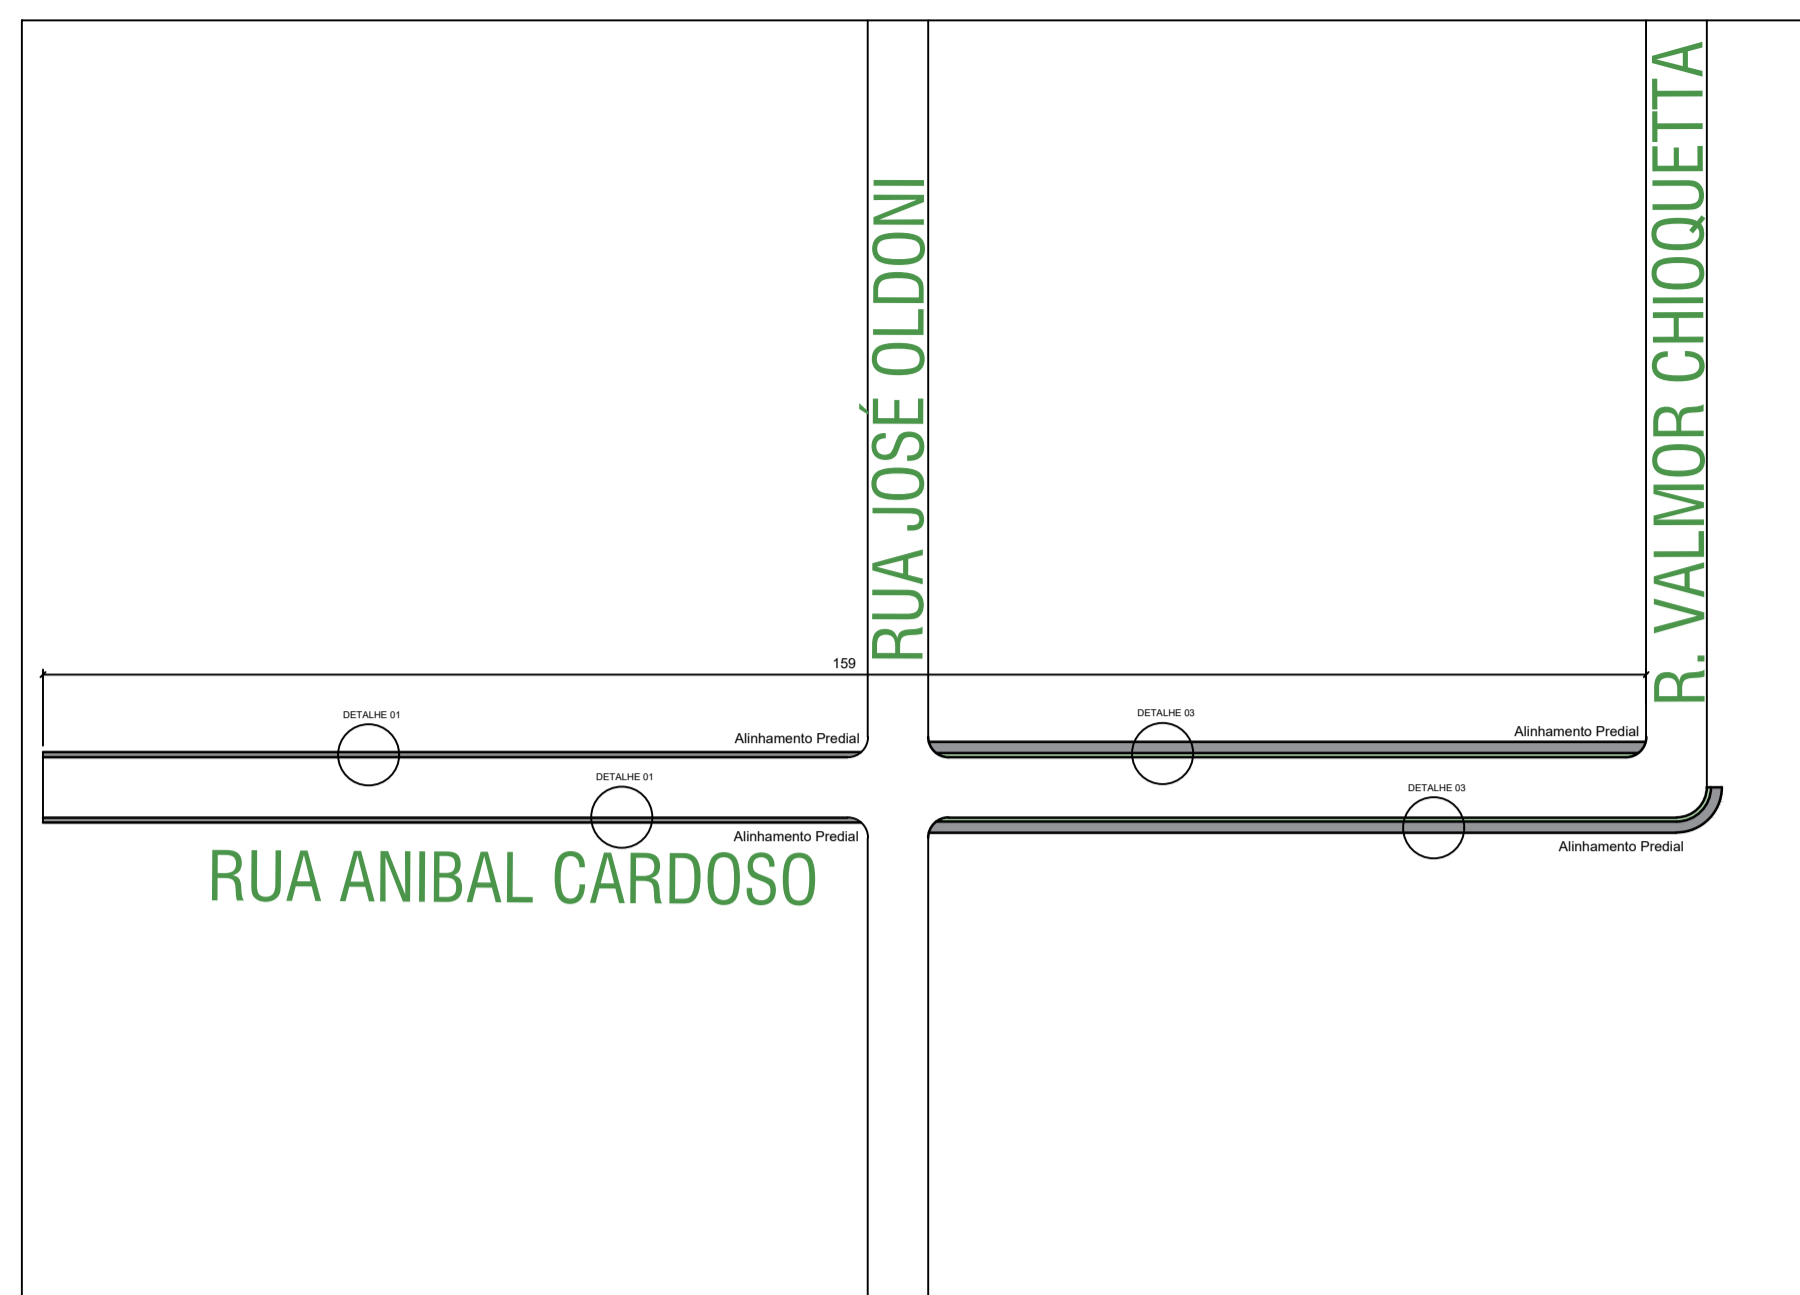 R. VALMOR CHIOQUETTA
RUA JOSÉ OLDONI
159
DETALHE 01
DETALHE 03
Alinhamento Predial
Alinhamento Predial
DETALHE 01
DETALHE 03
Alinhamento Predial
Alinhamento Predial
RUA ANIBAL CARDOSO